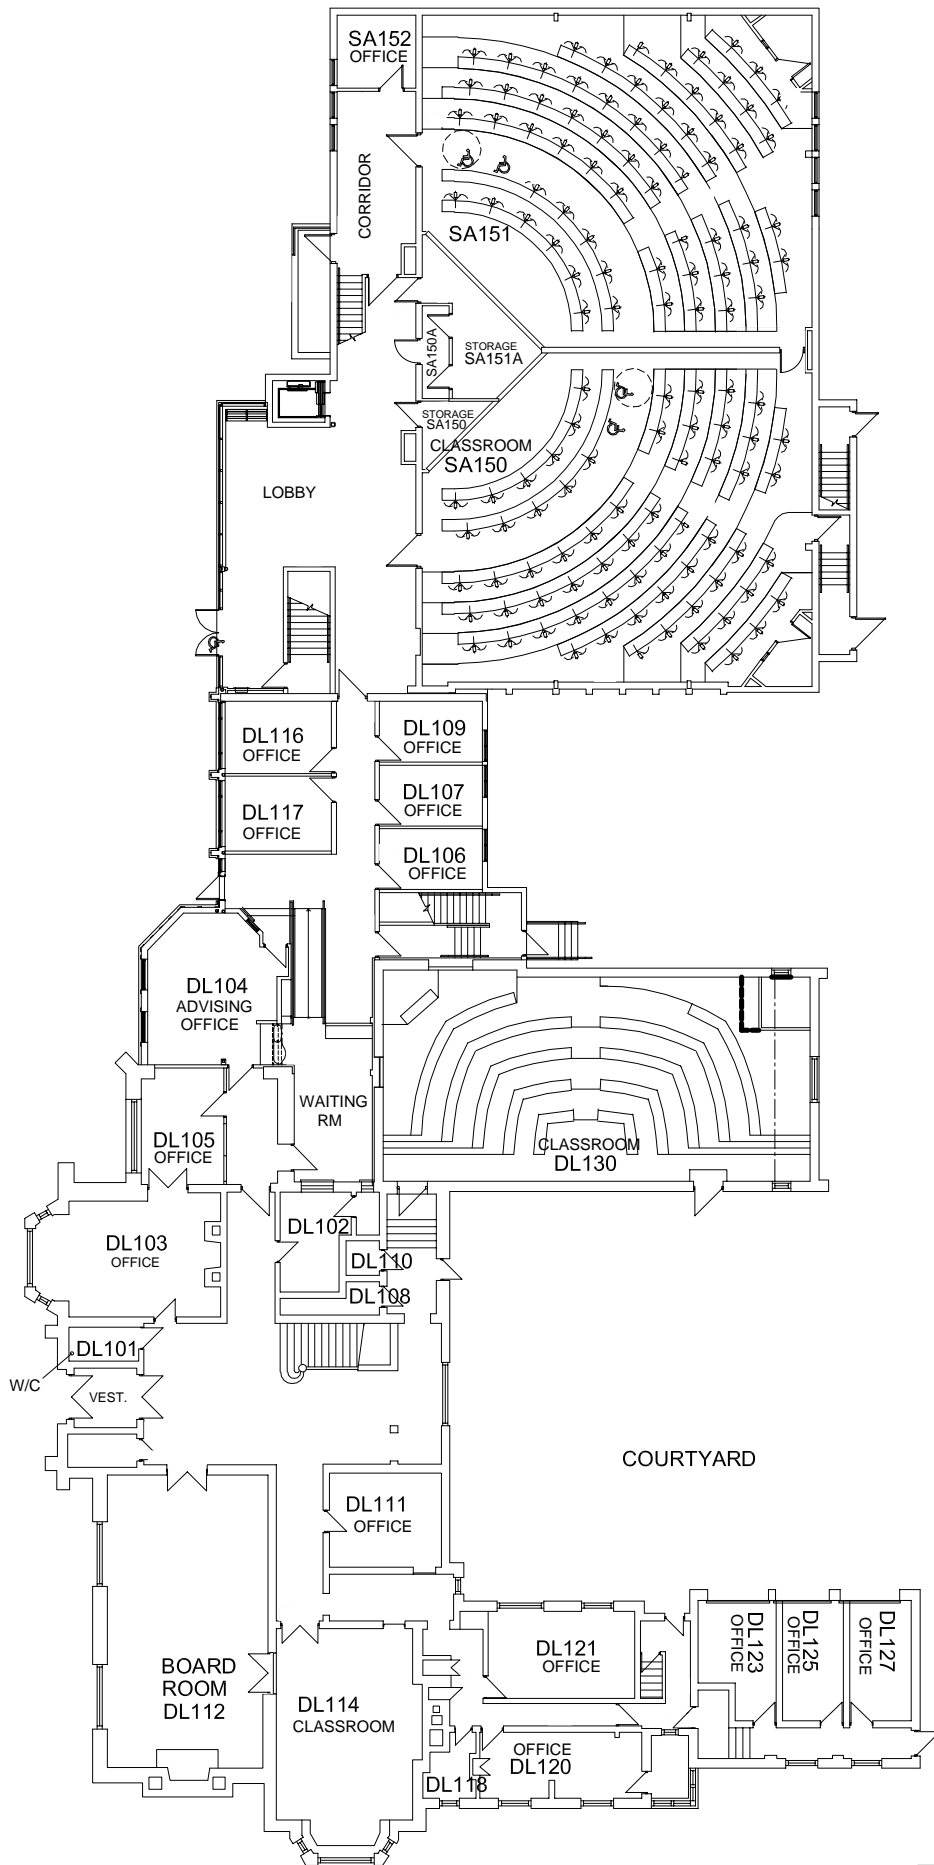 SA152
OFFICE
CORRIDOR
SA151
SA150A
STORAGE
SA151A
STORAGE
SA150
CLASSROOM
SA150
LOBBY
DL116
OFFICE
DL109
OFFICE
DL117
OFFICE
DL107
OFFICE
DL106
OFFICE
DL104
ADVISING
OFFICE
WAITING
RM
DL105
OFFICE
CLASSROOM
DL130
DL103
OFFICE
DL102
DL110
DL108
DL101
W/C
VEST.
COURTYARD
DL111
OFFICE
BOARD
ROOM
DL112
DL114
CLASSROOM
DL121
OFFICE
DL123
OFFICE
DL125
OFFICE
DL127
OFFICE
OFFICE
DL120
DL118